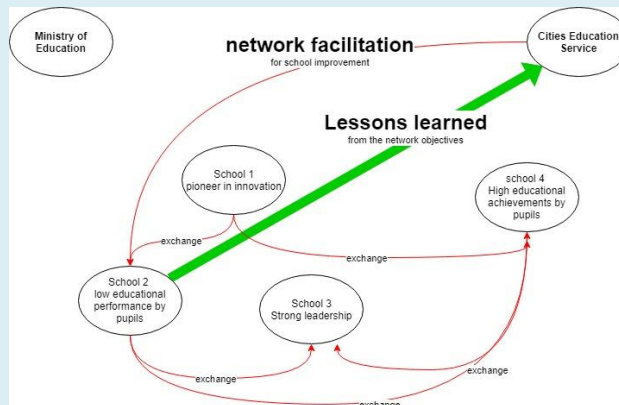 Ministry of
Education
network facilitation
for school improvement
Cities Education
Service
Lessons learned
from the network objectives
School 1
pioneer in innovation
school 4
High educational
achievements by
pupils
exchange
exchange
School 2
low educational
performance by
pupils
School 3
Strong leadership
exchange
exchange
exchange